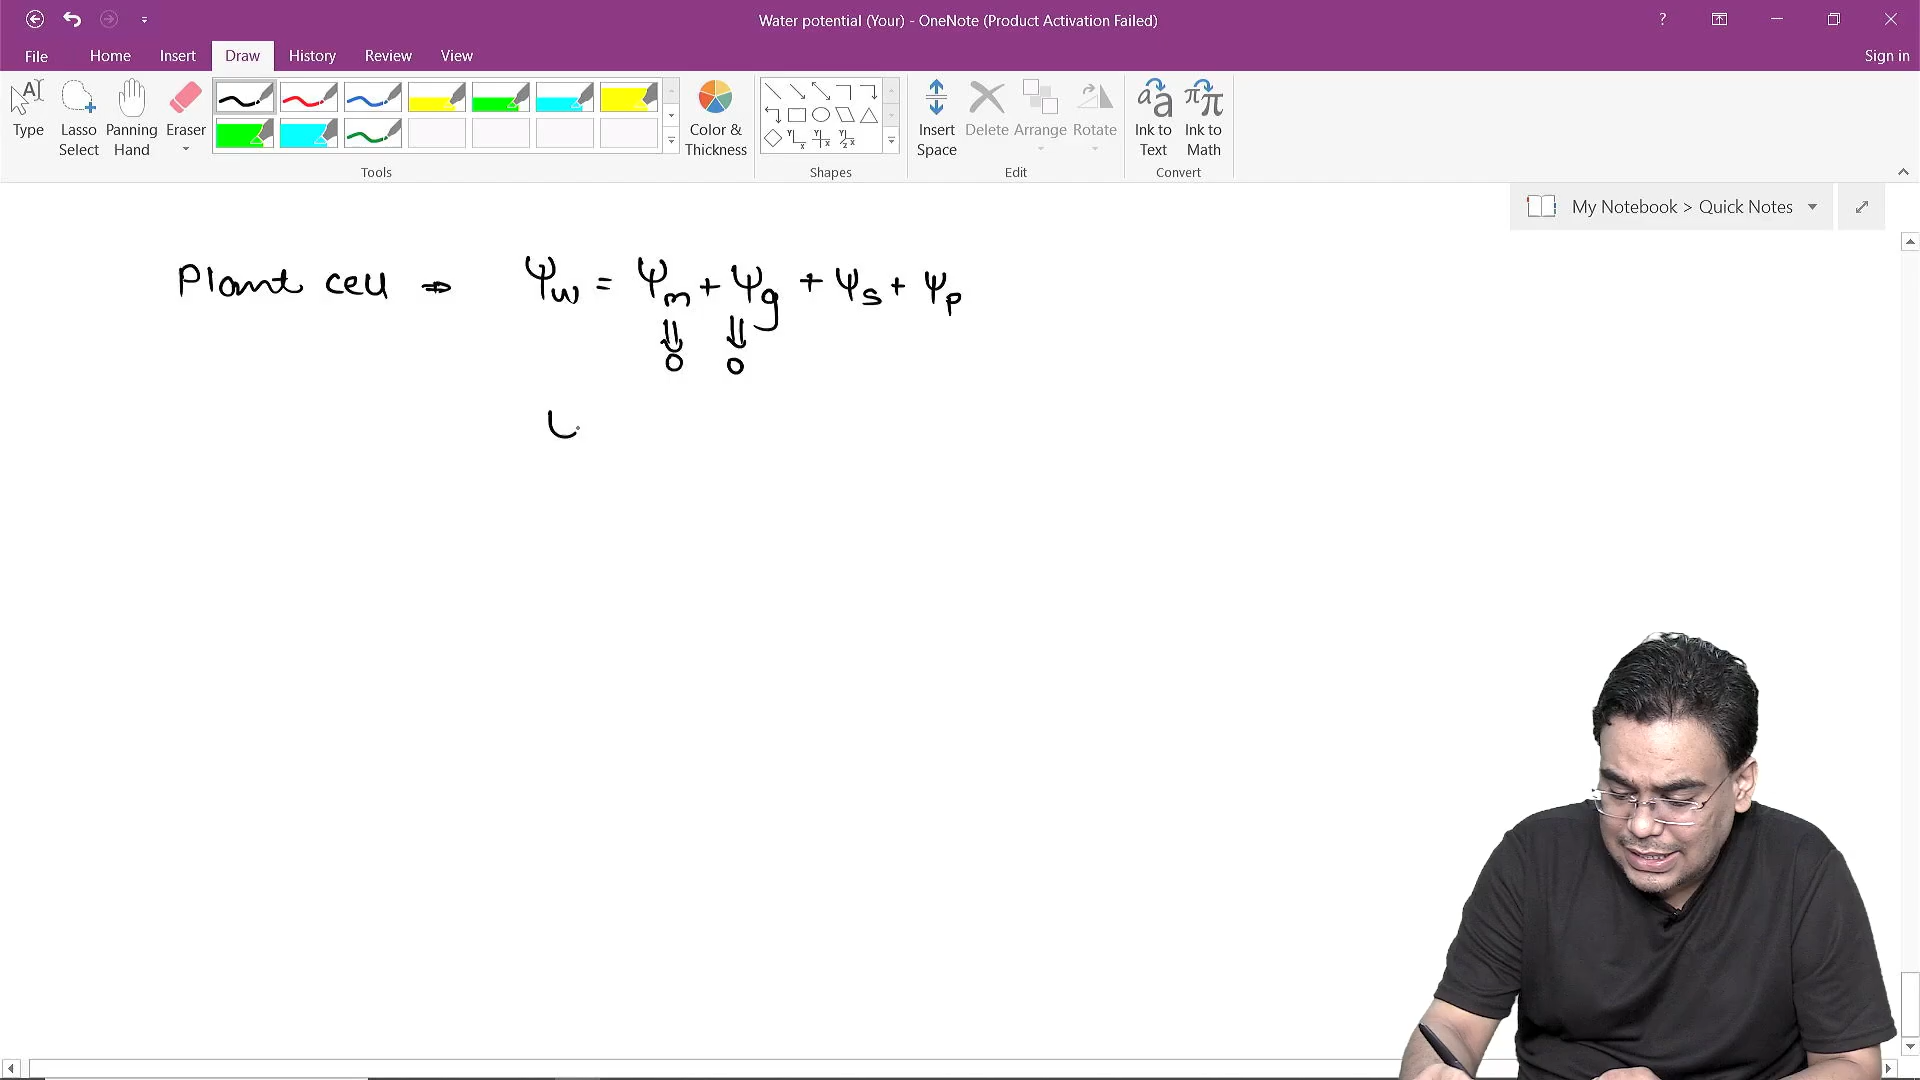 Water potential (Your) - OneNote (Product Activation Failed)
?
File Home Insert Draw History Review View
Sign in
Type
Lasso Select
Panning Hand
Eraser
Color & Thickness
Insert Space
Delete
Arrange
Rotate
Ink to Text
Ink to Math
Tools
Shapes
Edit
Convert
My Notebook > Quick Notes
Plant cell ⇒ Ψw = Ψm + Ψg + Ψs + Ψp
⇓ ⇓
0 0